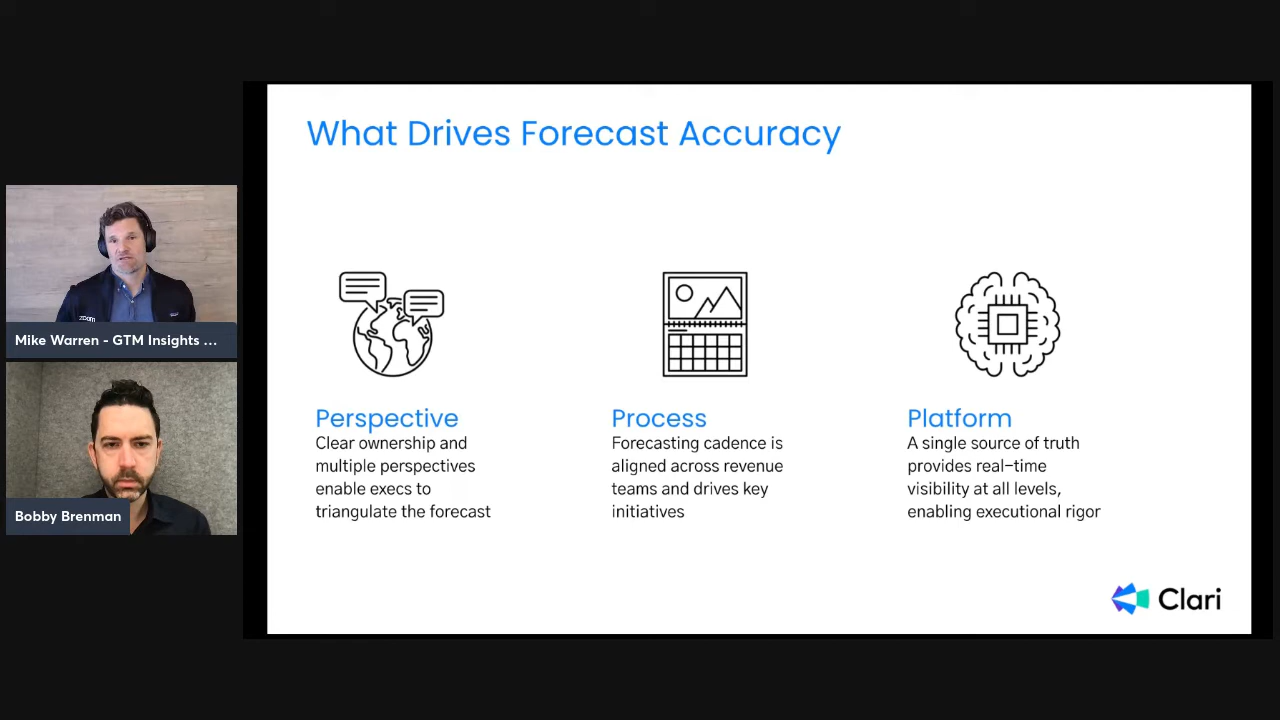 What Drives Forecast Accuracy
zoom
Mike Warren - GTM Insights ...
Bobby Brenman
Perspective
Clear ownership and
multiple perspectives
enable execs to
triangulate the forecast
Process
Forecasting cadence is
aligned across revenue
teams and drives key
initiatives
Platform
A single source of truth
provides real-time
visibility at all levels,
enabling executional rigor
Clari